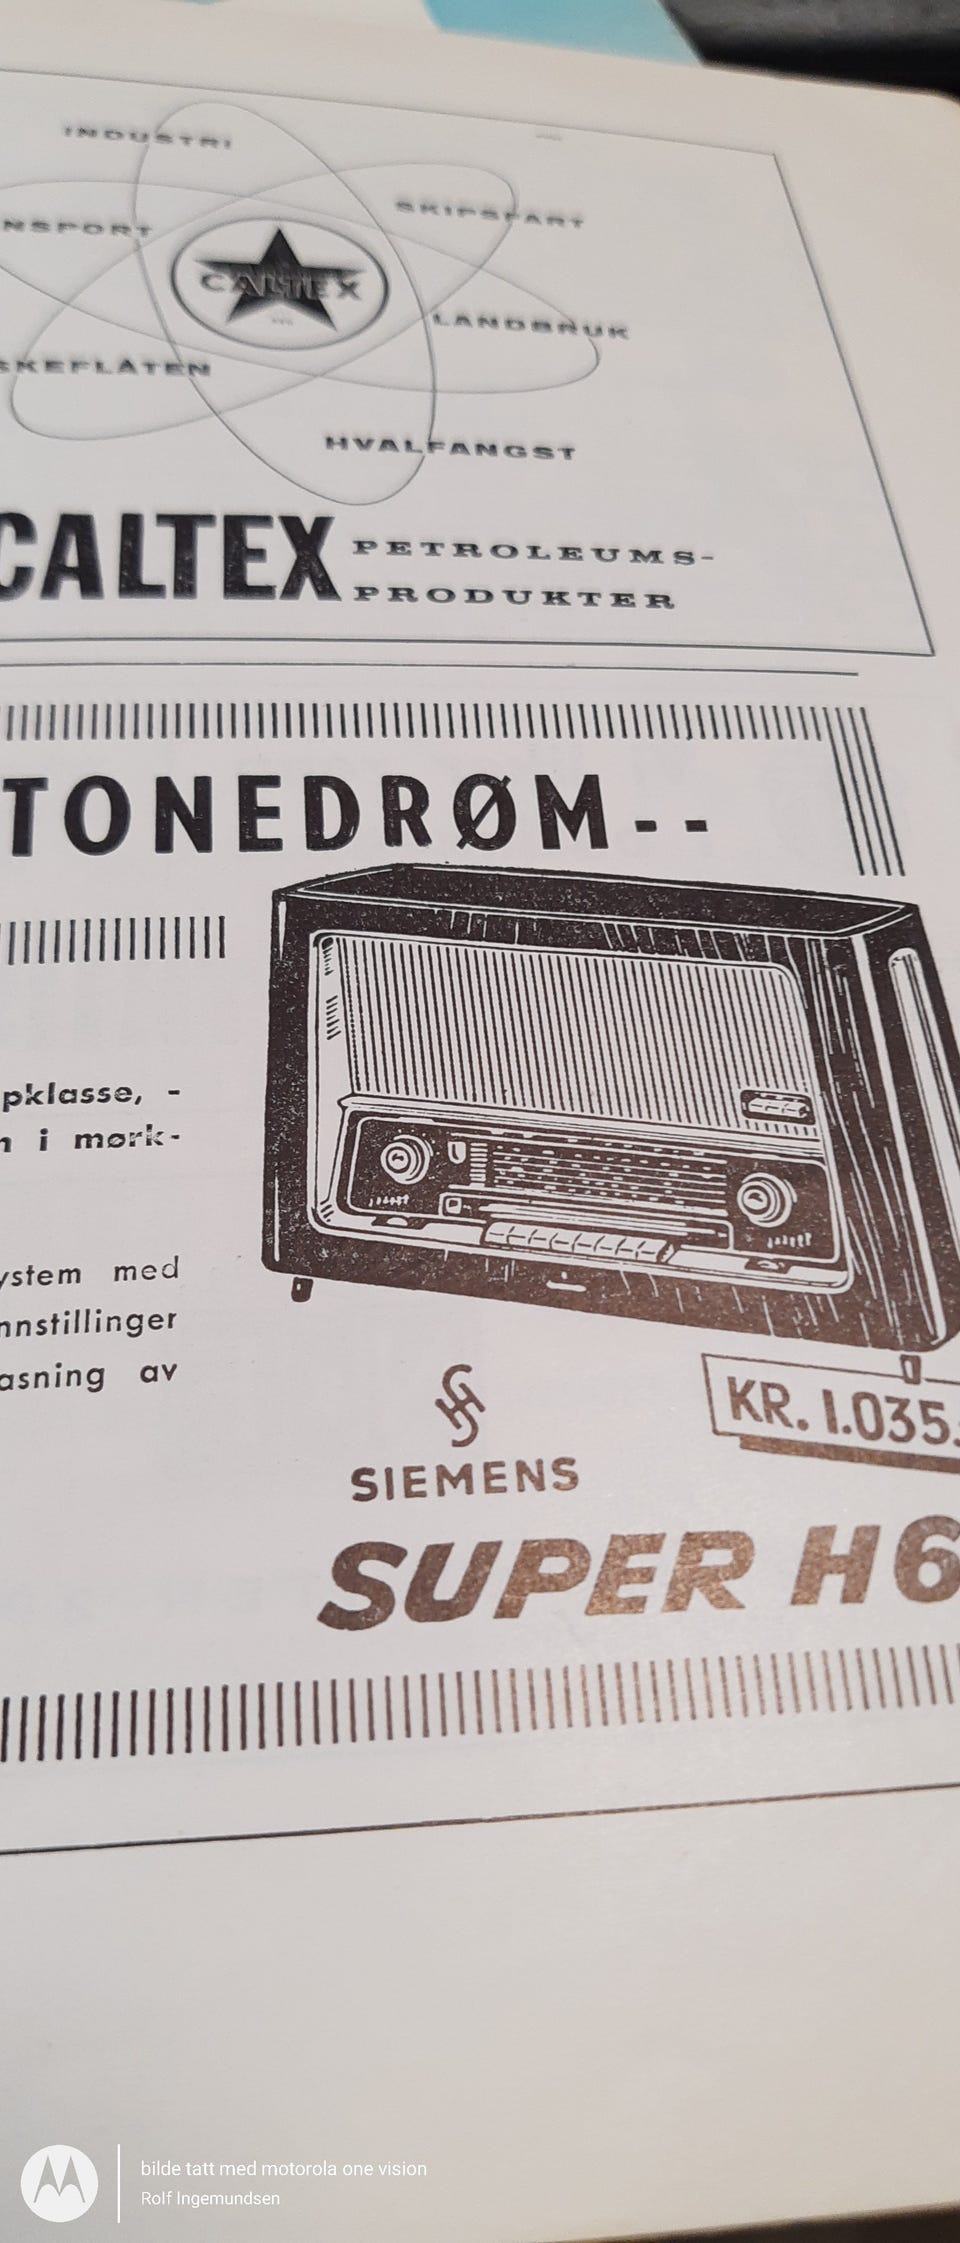 INDUSTRI
NSPORT
SKIPSFART
CALTEX
LANDBRUK
SKEFLÅTEN
HVALFANGST
CALTEX PETROLEUMS-
PRODUKTER
TONEDRØM--
pklasse, -
n i mørk-
ystem med
nnstillinger
asning av
KR. 1.035.
SIEMENS
SUPER H6
bilde tatt med motorola one vision
Rolf Ingemundsen